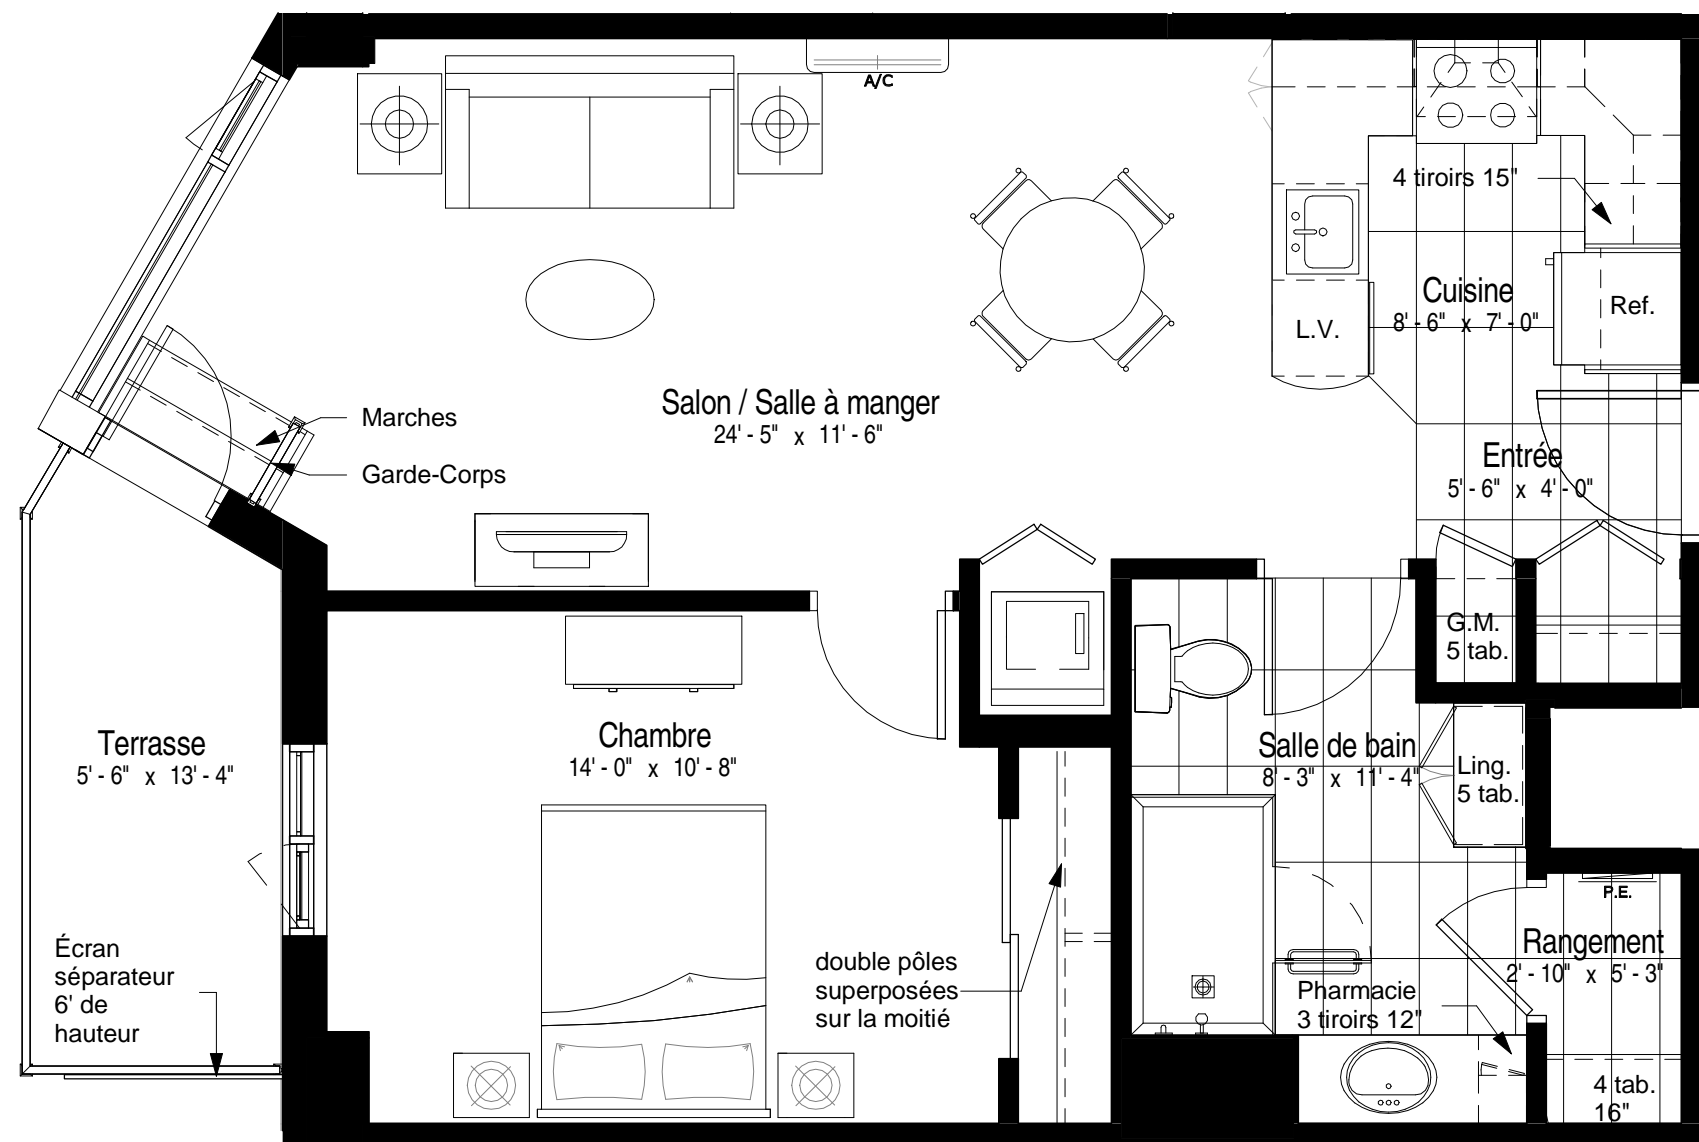 A/C
4 tiroirs 15"
Cuisine
8' - 6" x 7' - 0"
Ref.
L.V.
Salon / Salle à manger
24' - 5" x 11' - 6"
Marches
Garde-Corps
Entrée
5' - 6" x 4' - 0"
G.M.
5 tab.
Terrasse
5' - 6" x 13' - 4"
Chambre
14' - 0" x 10' - 8"
Salle de bain
8' - 3" x 11' - 4"
Ling.
5 tab.
P.E.
Rangement
2' - 10" x 5' - 3"
Écran
séparateur
6' de
hauteur
double pôles
superposées
sur la moitié
Pharmacie
3 tiroirs 12"
4 tab.
16"